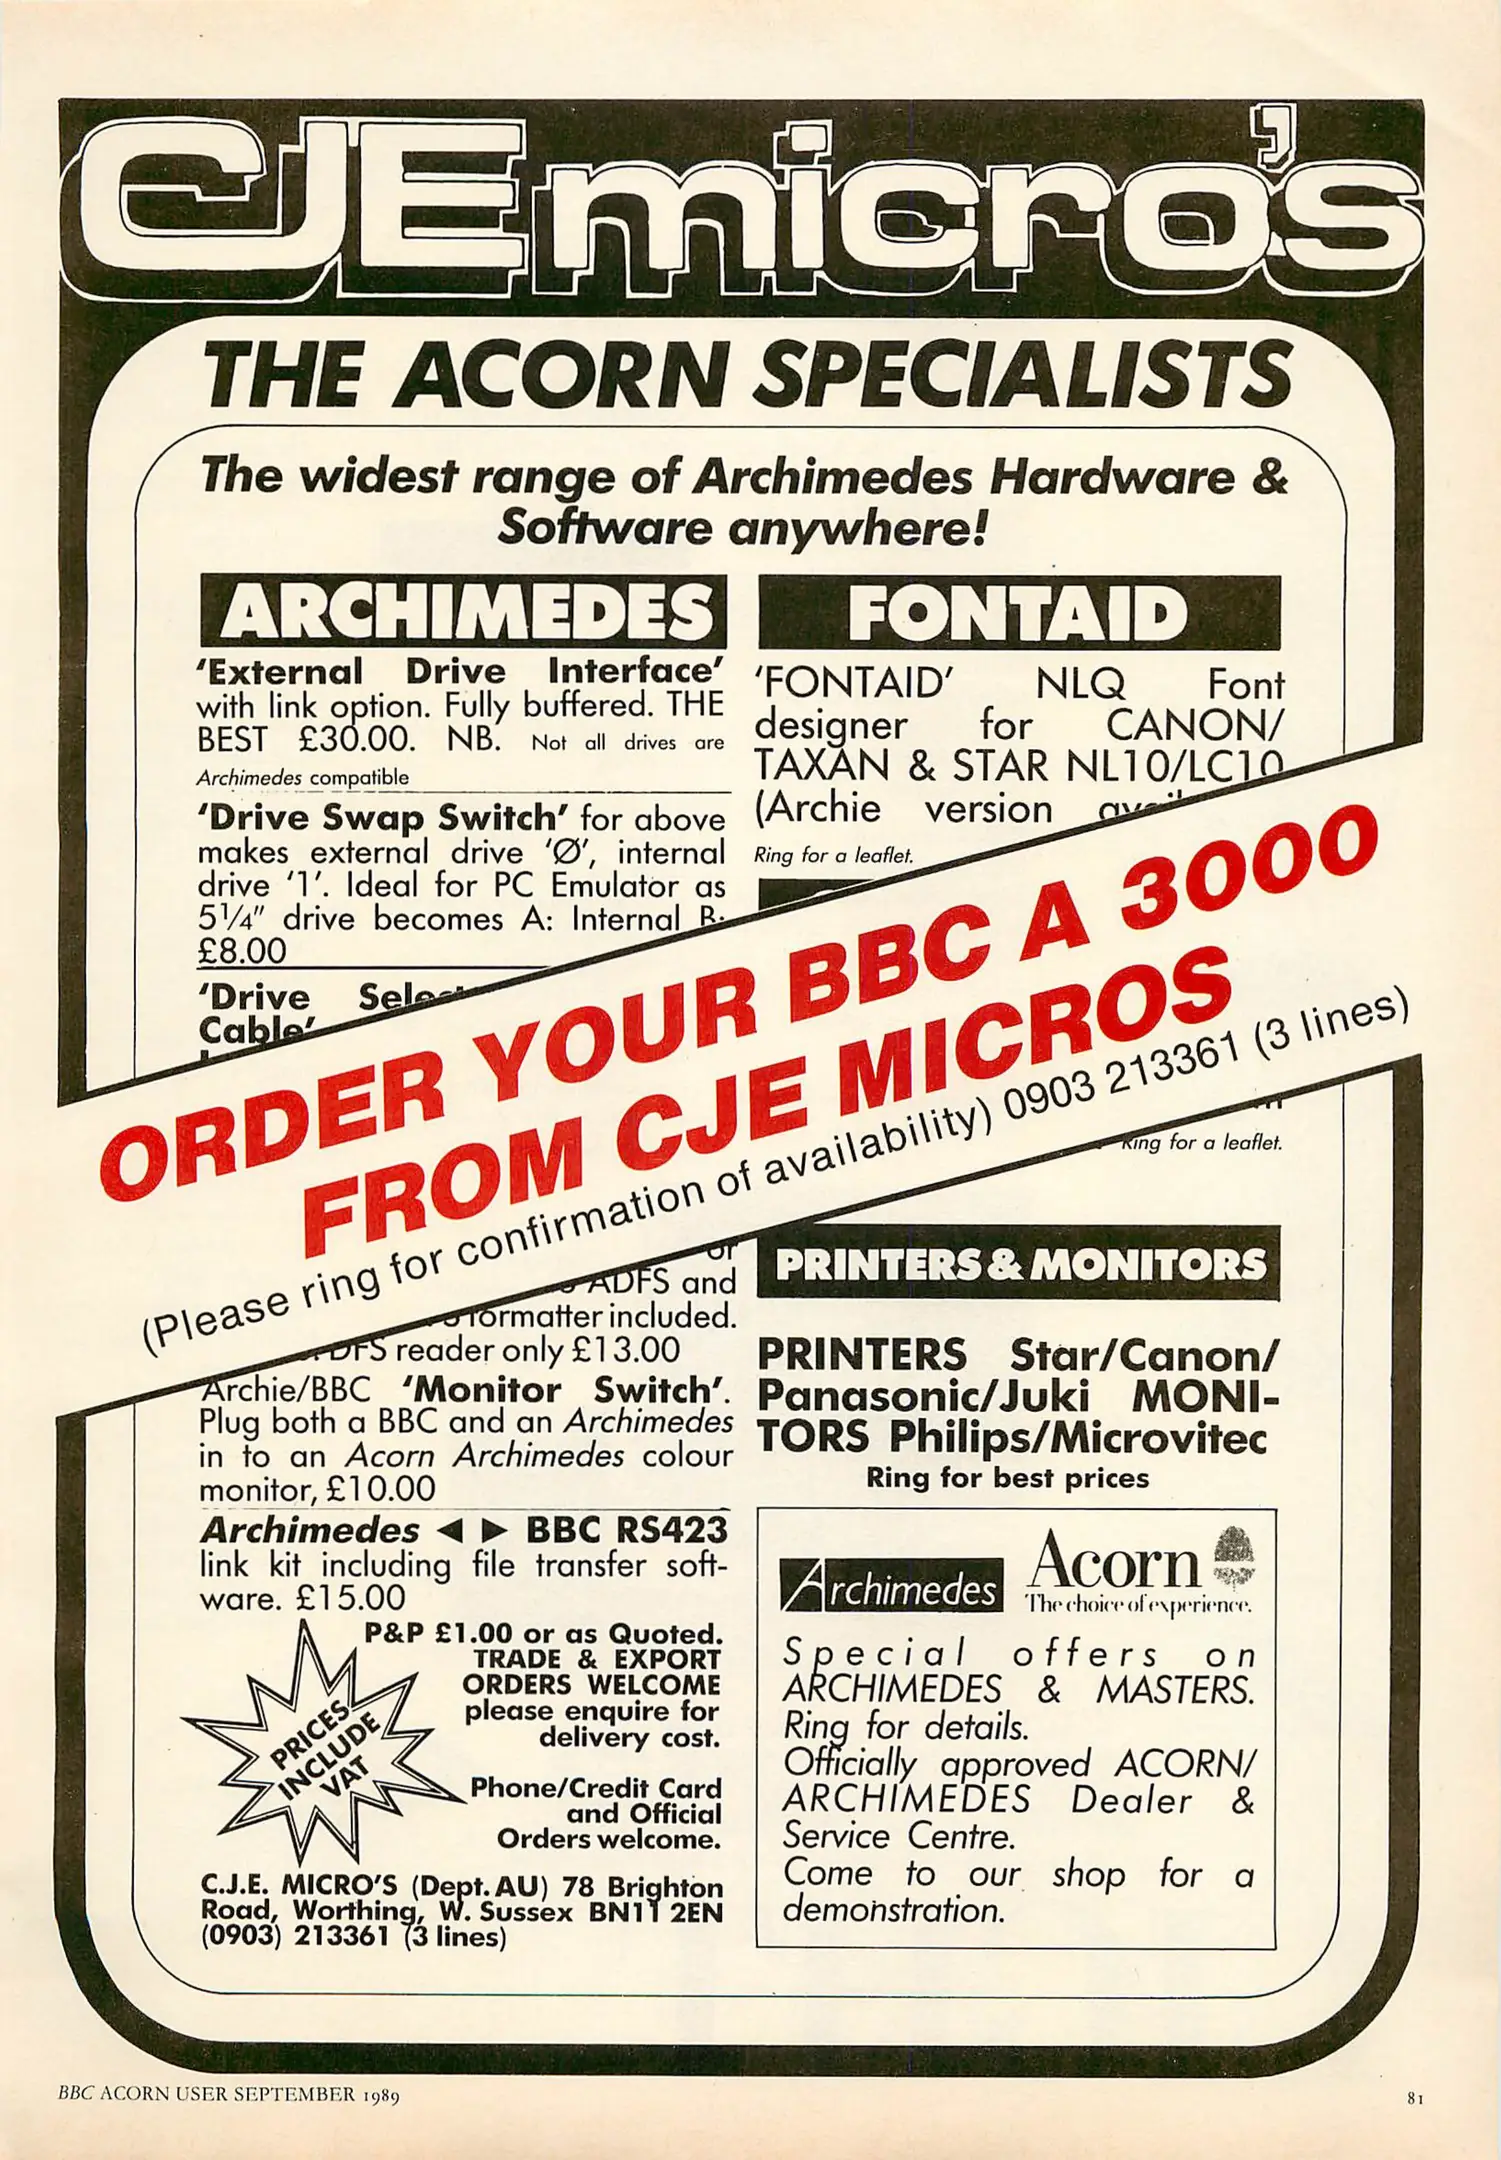 CJE micro's
THE ACORN SPECIALISTS
The widest range of Archimedes Hardware &
Software anywhere!
ARCHIMEDES
'External Drive Interface'
with link option. Fully buffered. THE
BEST £30.00. NB. Not all drives are
Archimedes compatible
'Drive Swap Switch' for above
makes external drive 'Ø', internal
drive '1'. Ideal for PC Emulator as
5¼" drive becomes A: Internal B:
£8.00
'Drive
Cable'
FONTAID
'FONTAID' NLQ Font
designer for CANON/
TAXAN & STAR NL10/LC10
(Archie version
Ring for a leaflet.
ORDER YOUR BBC A 3000
FROM CJE MICROS
(Please ring for confirmation of availability) 0903 213361 (3 lines)
Ring for a leaflet.
or
ADFS and
formatter included.
DFS reader only £13.00
Archie/BBC 'Monitor Switch'.
Plug both a BBC and an Archimedes
in to an Acorn Archimedes colour
monitor, £10.00
Archimedes ◀ ▶ BBC RS423
link kit including file transfer soft-
ware. £15.00
PRICES
INCLUDE
VAT
P&P £1.00 or as Quoted.
TRADE & EXPORT
ORDERS WELCOME
please enquire for
delivery cost.
Phone/Credit Card
and Official
Orders welcome.
C.J.E. MICRO'S (Dept. AU) 78 Brighton
Road, Worthing, W. Sussex BN11 2EN
(0903) 213361 (3 lines)
PRINTERS & MONITORS
PRINTERS Star/Canon/
Panasonic/Juki MONI-
TORS Philips/Microvitec
Ring for best prices
Archimedes
Acorn
The choice of experience.
Special offers on
ARCHIMEDES & MASTERS.
Ring for details.
Officially approved ACORN/
ARCHIMEDES Dealer &
Service Centre.
Come to our shop for a
demonstration.
BBC ACORN USER SEPTEMBER 1989
81